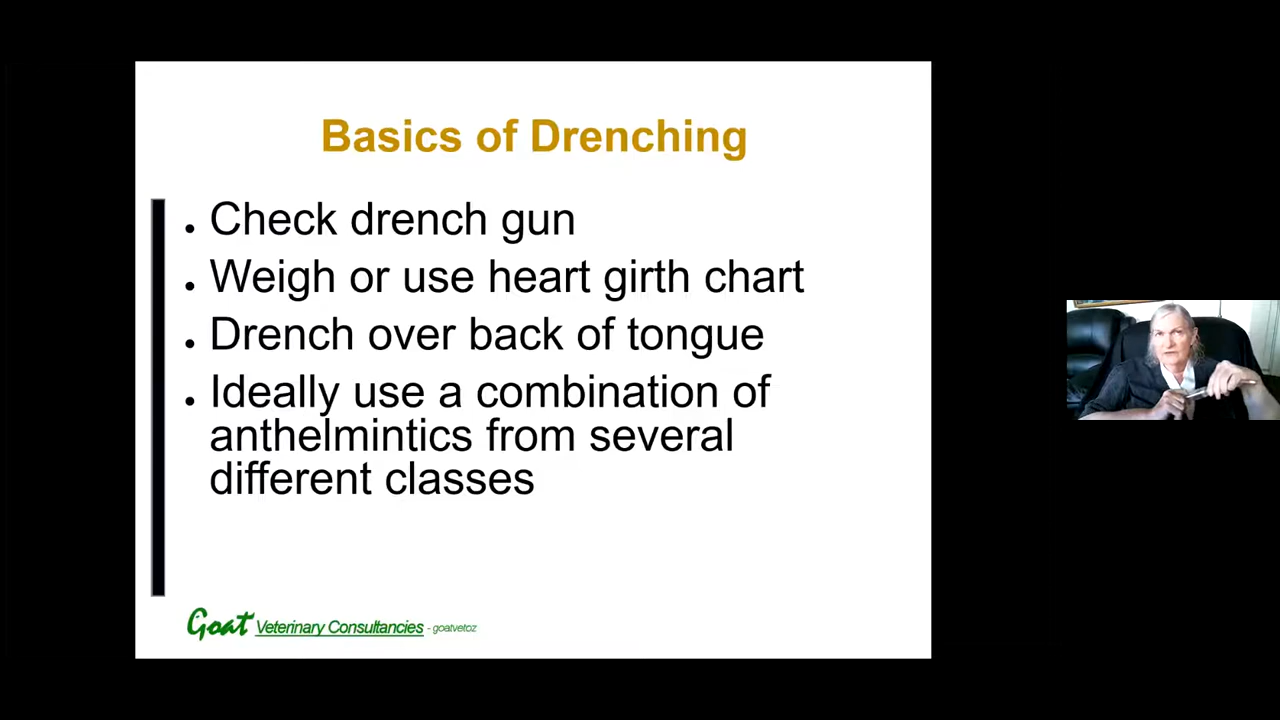 Basics of Drenching
• Check drench gun
• Weigh or use heart girth chart
• Drench over back of tongue
• Ideally use a combination of
anthelmintics from several
different classes
Goat Veterinary Consultancies - goatvetoz